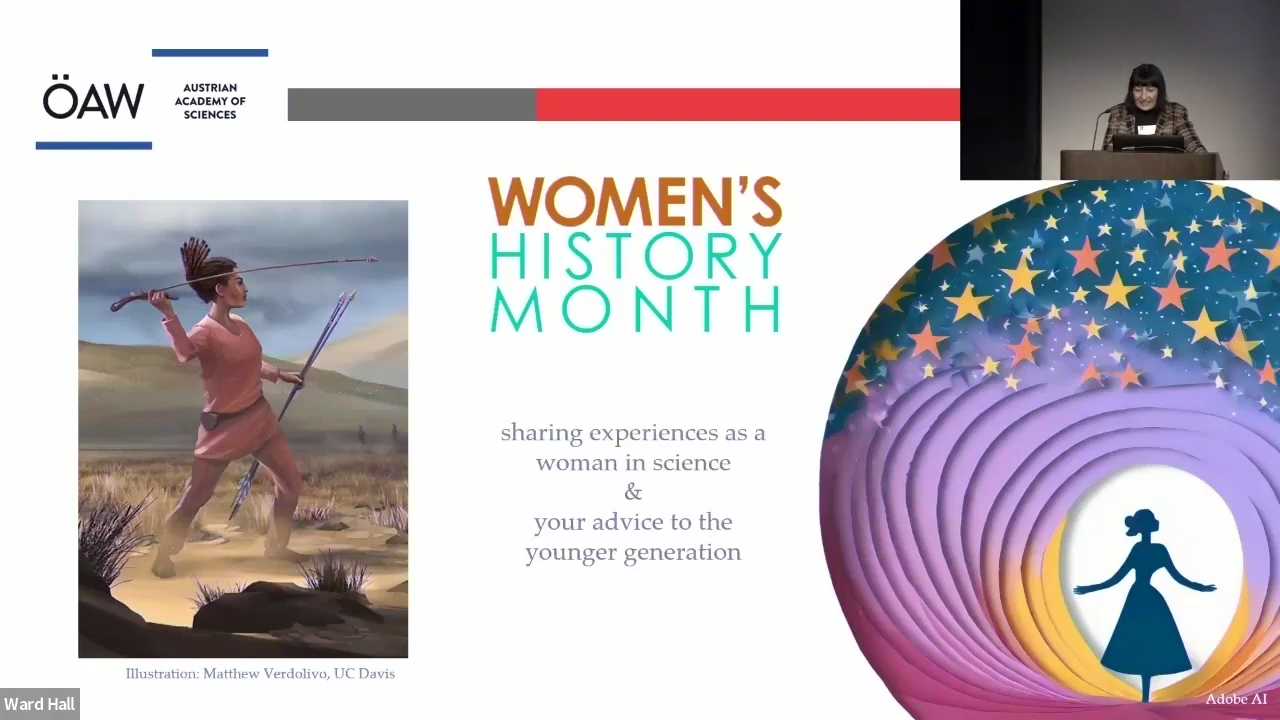 ÖAW
AUSTRIAN
ACADEMY OF
SCIENCES
WOMEN'S
HISTORY
MONTH
sharing experiences as a
woman in science
&
your advice to the
younger generation
Illustration: Matthew Verdolivo, UC Davis
Ward Hall
Adobe AI